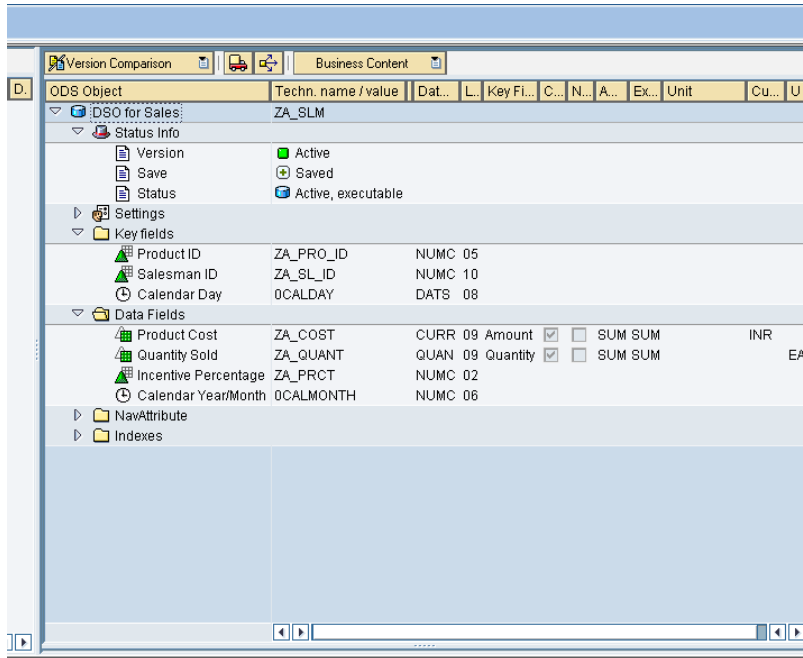 Version Comparison Business Content
D. ODS Object Techn. name / value Dat... L.. Key Fi... C... N... A... Ex... Unit Cu... U
DSO for Sales ZA_SLM
Status Info
Version Active
Save Saved
Status Active, executable
Settings
Key fields
Product ID ZA_PRO_ID NUMC 05
Salesman ID ZA_SL_ID NUMC 10
Calendar Day 0CALDAY DATS 08
Data Fields
Product Cost ZA_COST CURR 09 Amount SUM SUM INR
Quantity Sold ZA_QUANT QUAN 09 Quantity SUM SUM EA
Incentive Percentage ZA_PRCT NUMC 02
Calendar Year/Month 0CALMONTH NUMC 06
NavAttribute
Indexes